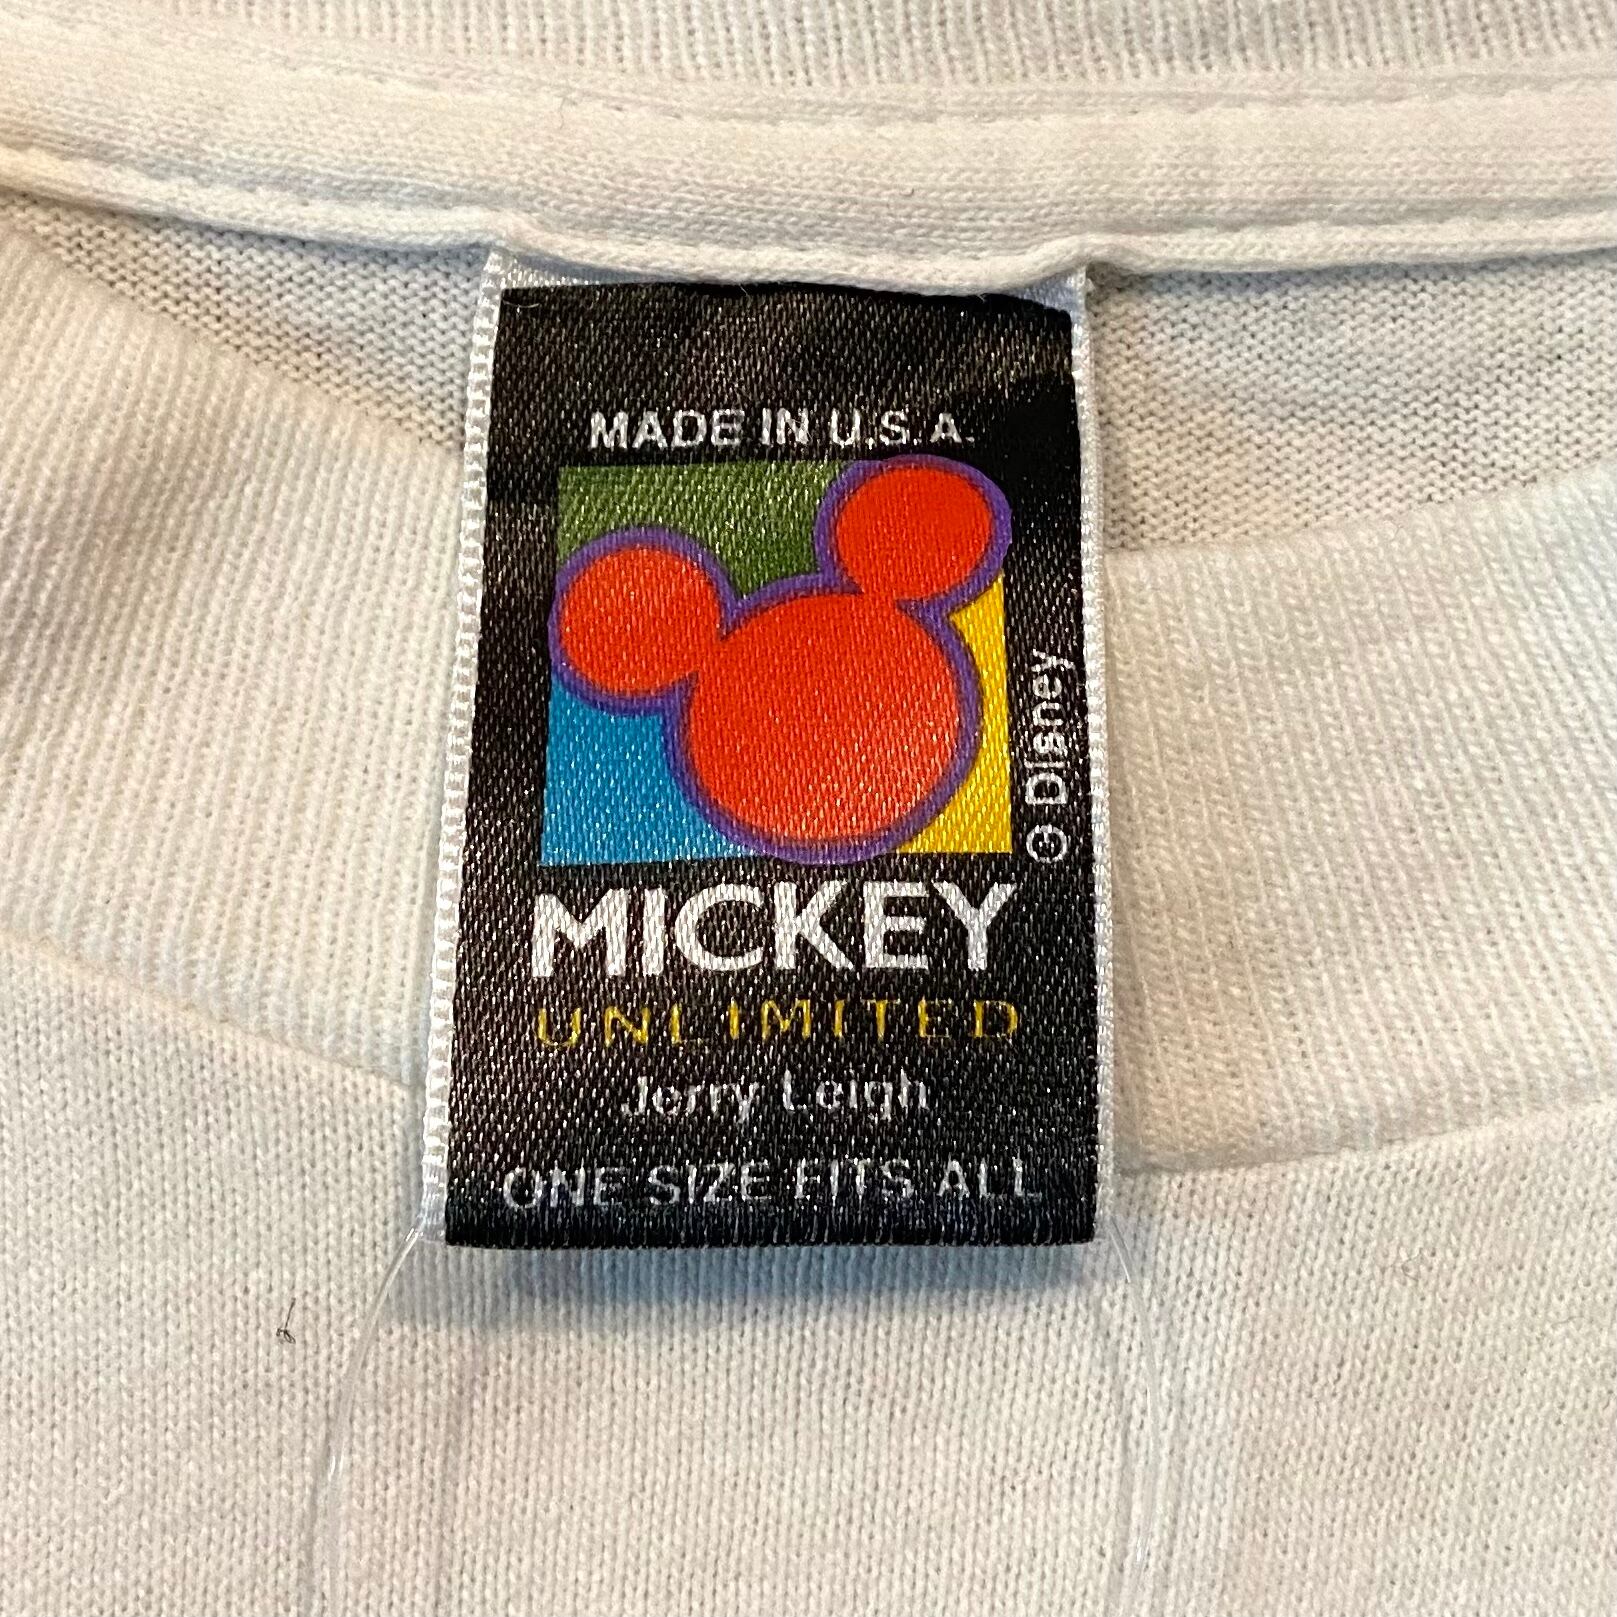 MADE IN U.S.A.
© Disney
MICKEY
UNLIMITED
Jerry Leigh
ONE SIZE FITS ALL